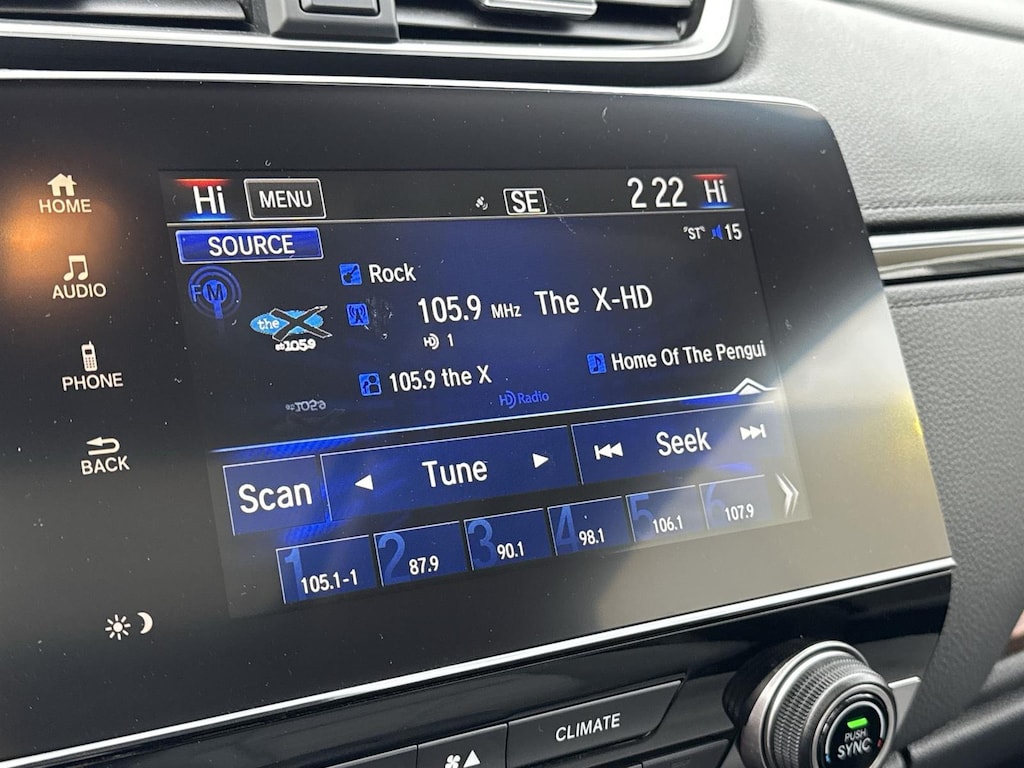 HOME
AUDIO
PHONE
BACK
Hi MENU SE 2 22 Hi
SOURCE "ST" 15
FM
Rock
the X 105.9
105.9 MHz The X-HD
HD 1
105.9 the X
Home Of The Pengui
HD Radio
Scan Tune Seek
1 105.1-1
2 87.9
3 90.1
4 98.1
5 106.1
6 107.9
CLIMATE
PUSH
SYNC